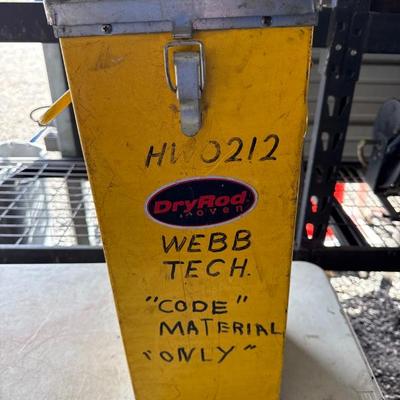 HW0212
DryRod
oven
WEBB
TECH.
"CODE"
MATERIAL
"ONLY"